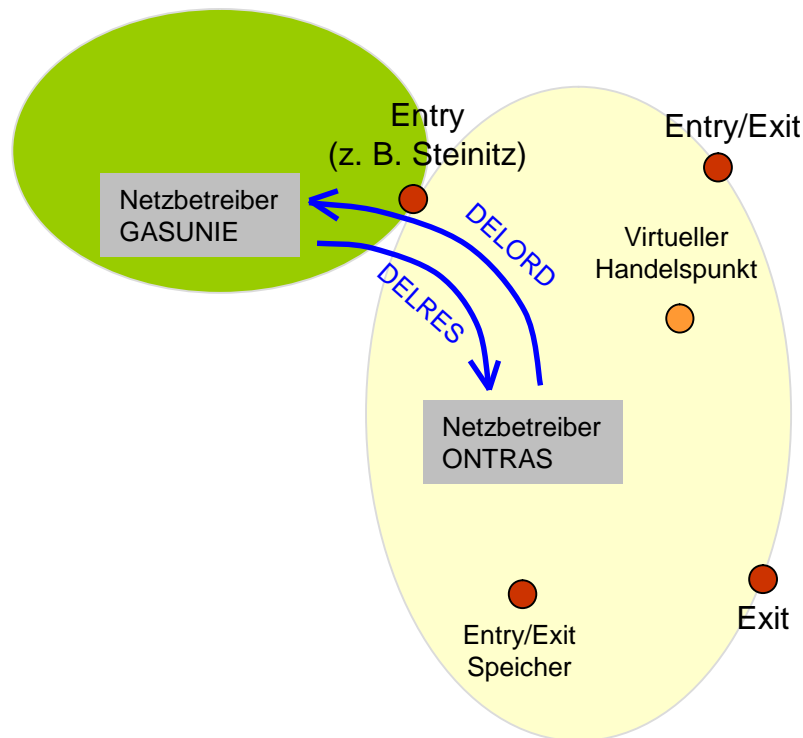 Entry
(z. B. Steinitz)
Entry/Exit
Netzbetreiber
GASUNIE
DELORD
DELRES
Virtueller
Handelspunkt
Netzbetreiber
ONTRAS
Entry/Exit
Speicher
Exit